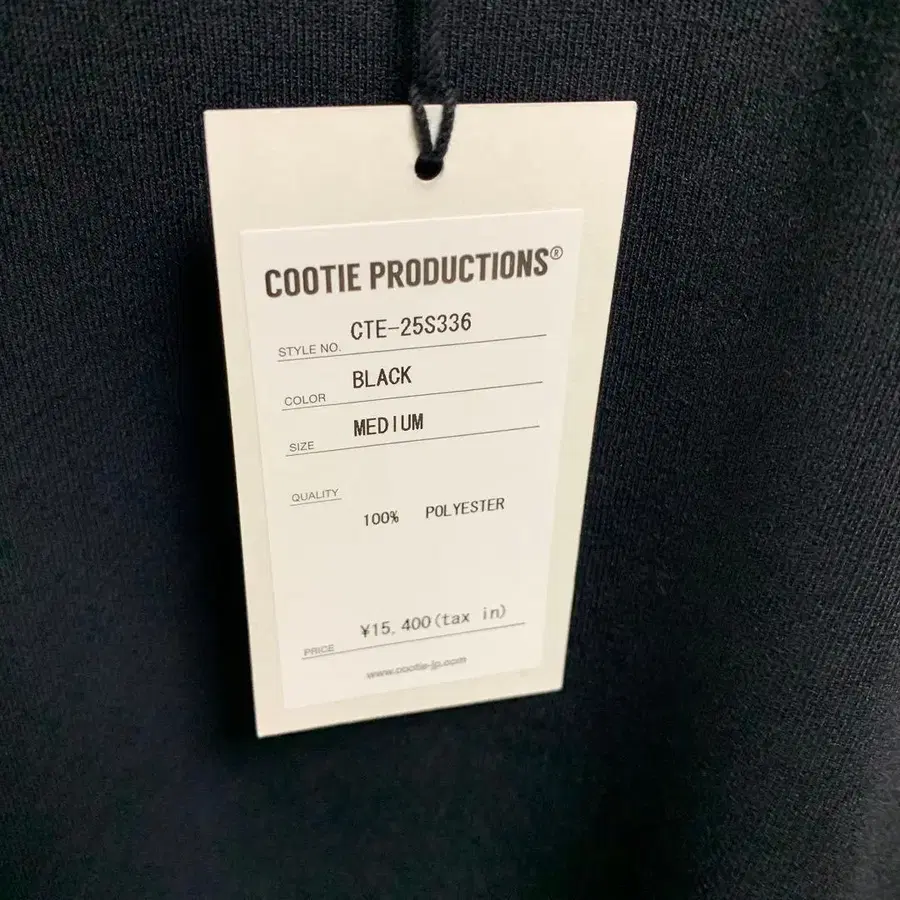 COOTIE PRODUCTIONS®
STYLE NO. CTE-25S336
COLOR BLACK
SIZE MEDIUM
QUALITY
100% POLYESTER
PRICE ¥15,400(tax in)
www.cootie-jp.com